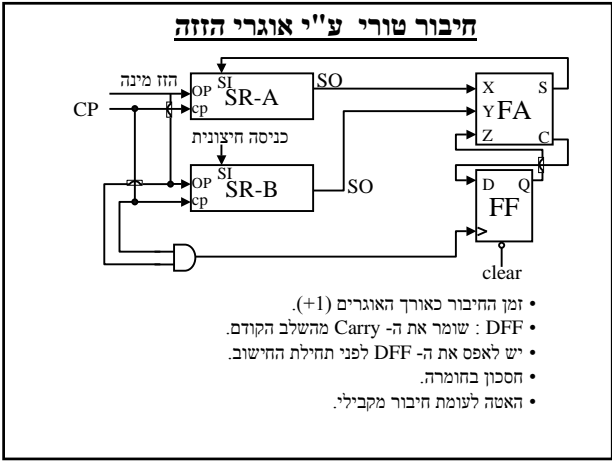 חיבור טורי ע"י אוגרי הזזה
הזז מינה
CP
OP
SI
cp
SR-A
SO
X
S
Y
FA
Z
C
כניסה חיצונית
OP
SI
cp
SR-B
SO
D
Q
FF
>
clear
• זמן החיבור כאורך האוגרים (+1).
• DFF : שומר את ה- Carry מהשלב הקודם.
• יש לאפס את ה- DFF לפני תחילת החישוב.
• חסכון בחומרה.
• האטה לעומת חיבור מקבילי.